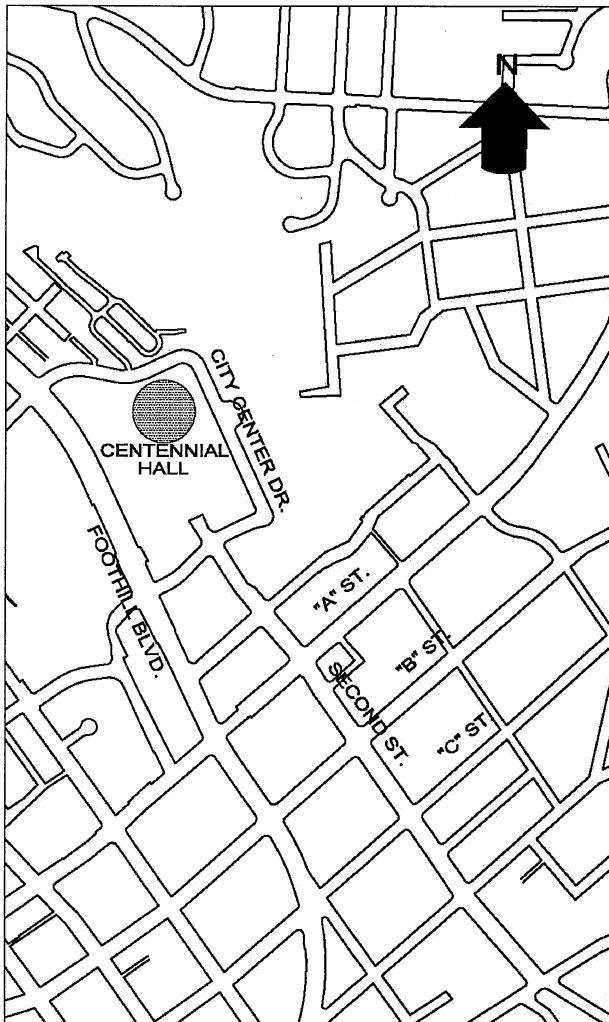 N
CITY CENTER DR.
CENTENNIAL
HALL
FOOTHILL BLVD.
"A" ST.
"B" ST.
SECOND ST.
"C" ST.